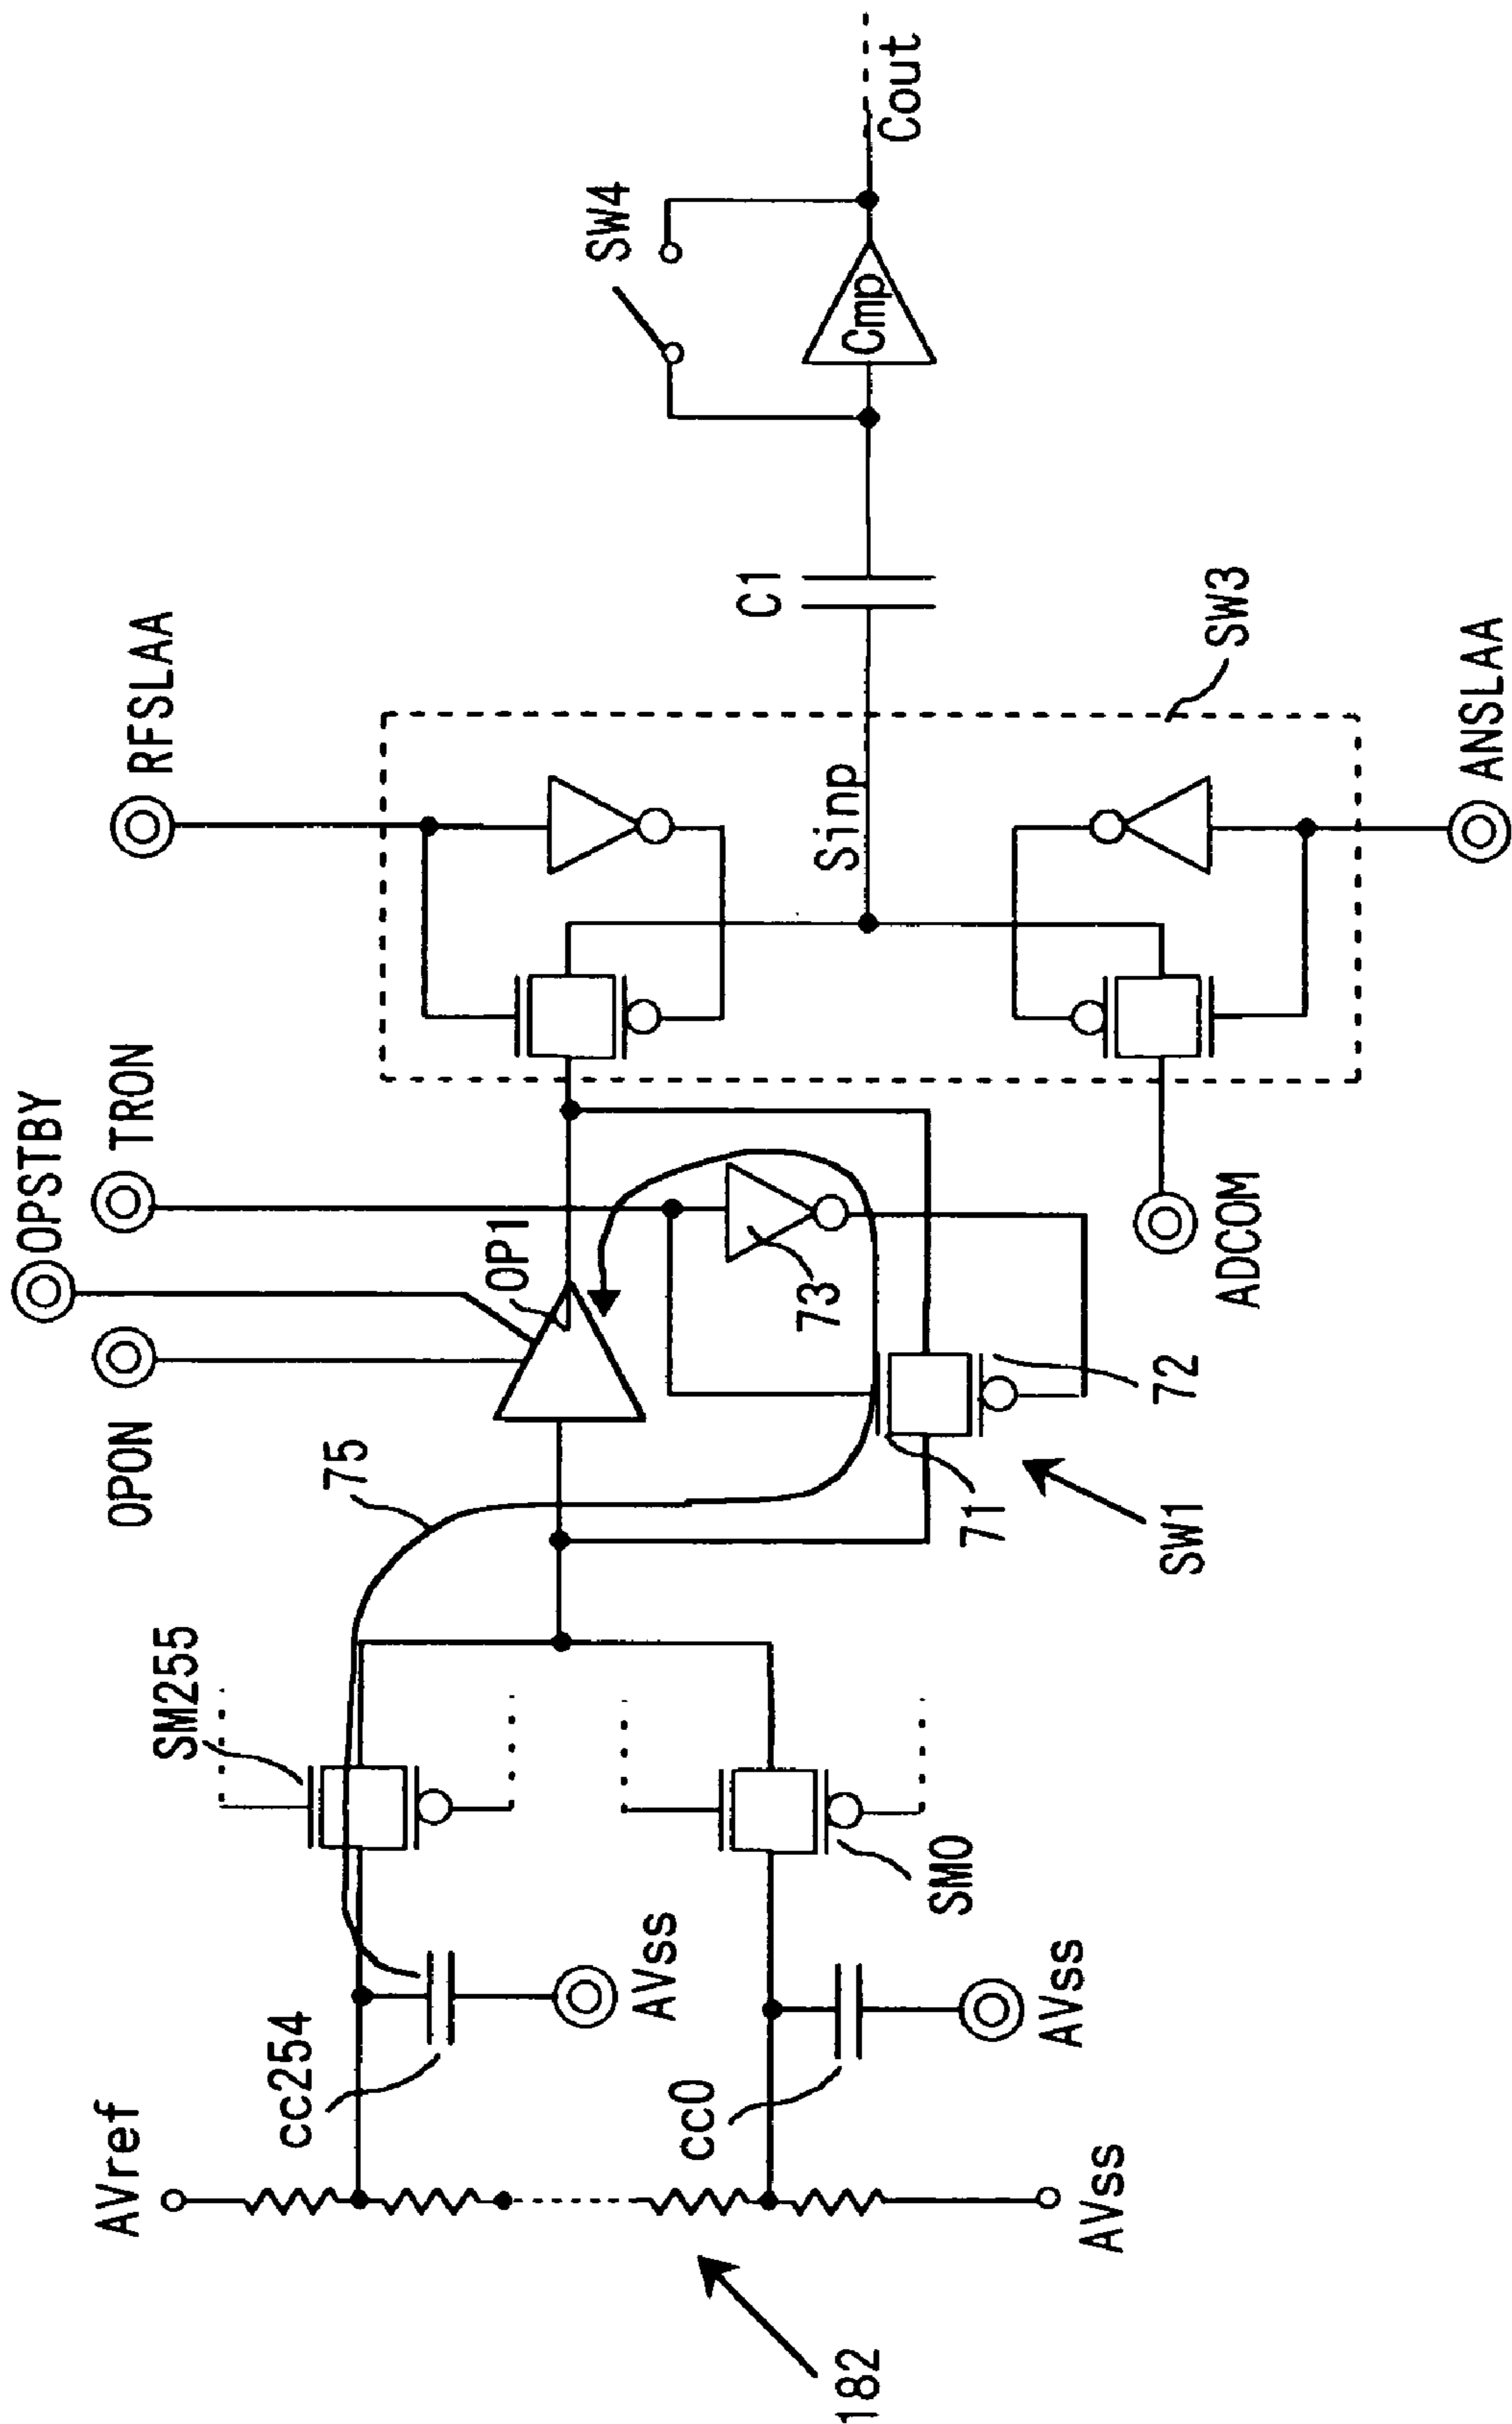 OPSTBY
OPON
TRON
RFSLAA
SM255
75
OP1
SW4
AVref
cc254
C1
Cmp
Cout
Sinp
AVss
73
cc0
SM0
71
72
SW1
SW3
AVss
AVss
ADCOM
ANSLAA
182